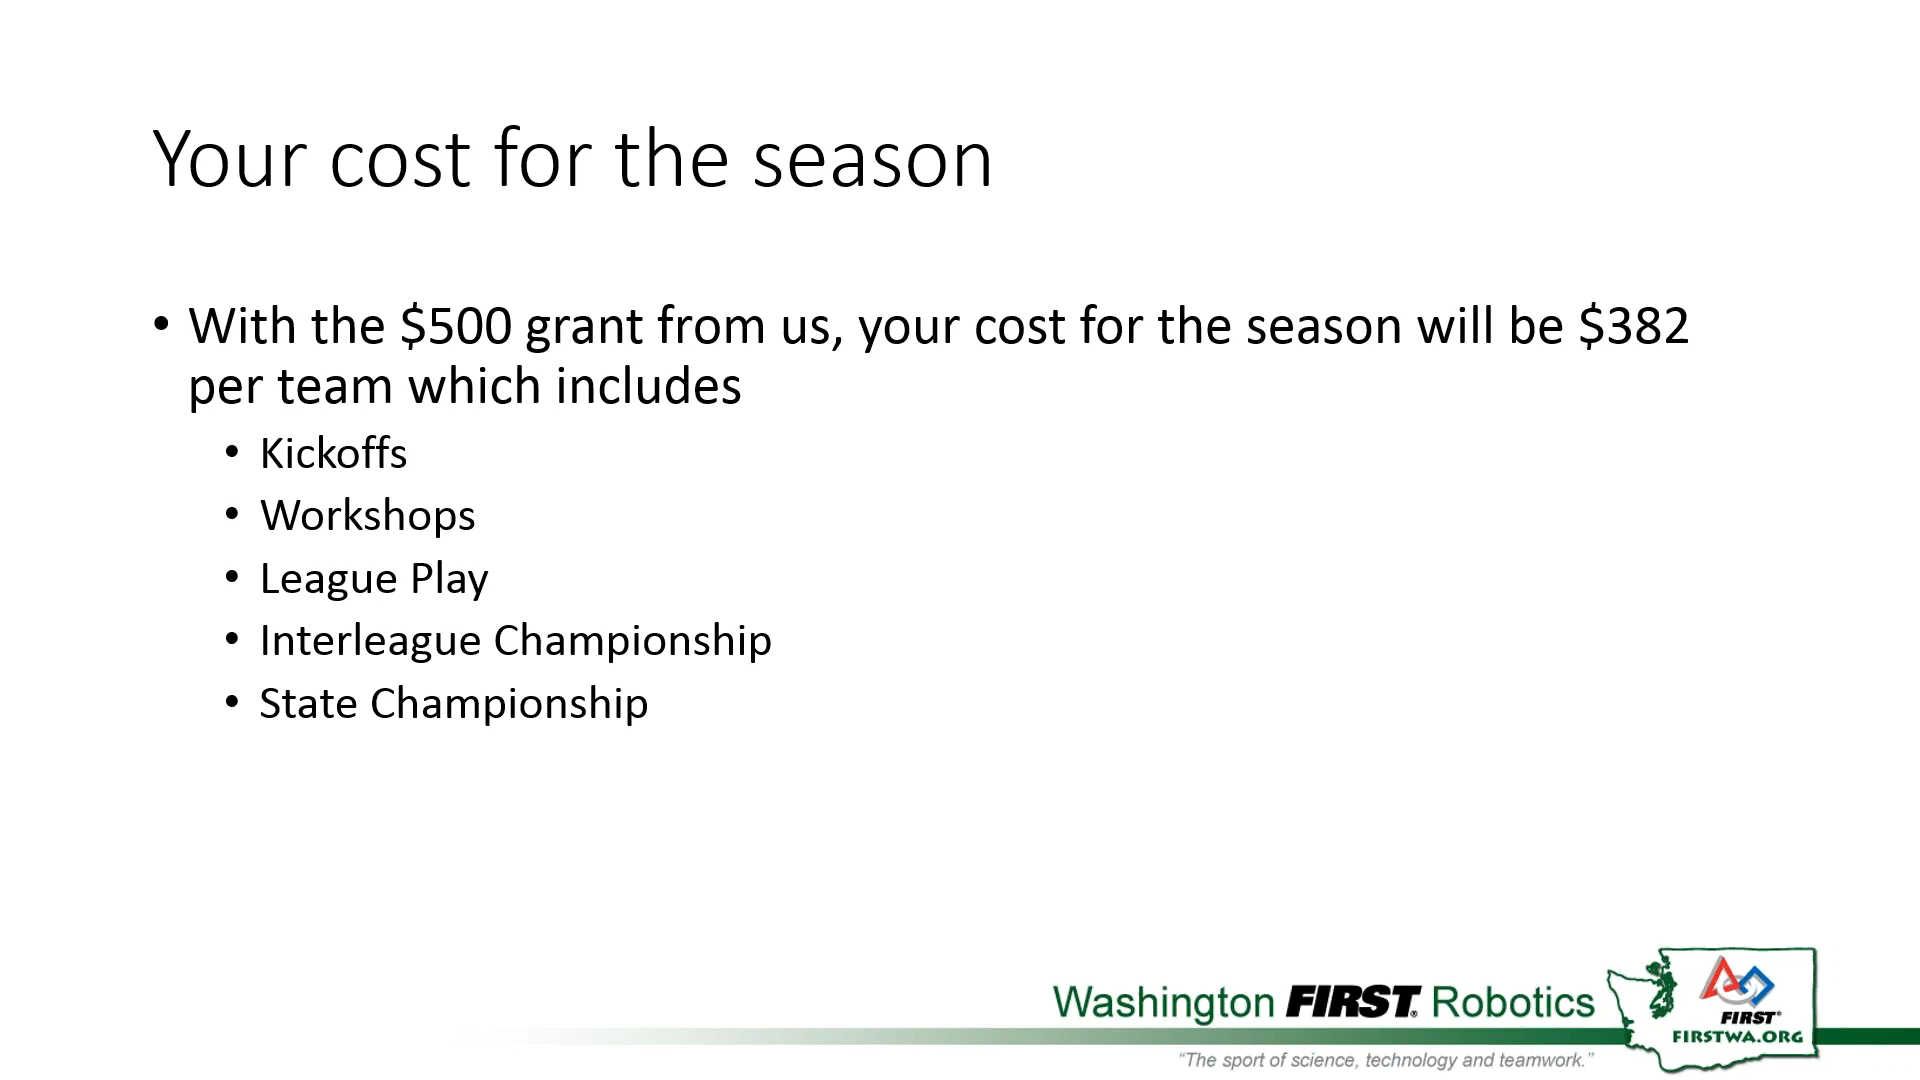 Your cost for the season
• With the $500 grant from us, your cost for the season will be $382
per team which includes
• Kickoffs
• Workshops
• League Play
• Interleague Championship
• State Championship
Washington FIRST® Robotics
FIRST®
FIRSTWA.ORG
“The sport of science, technology and teamwork.”